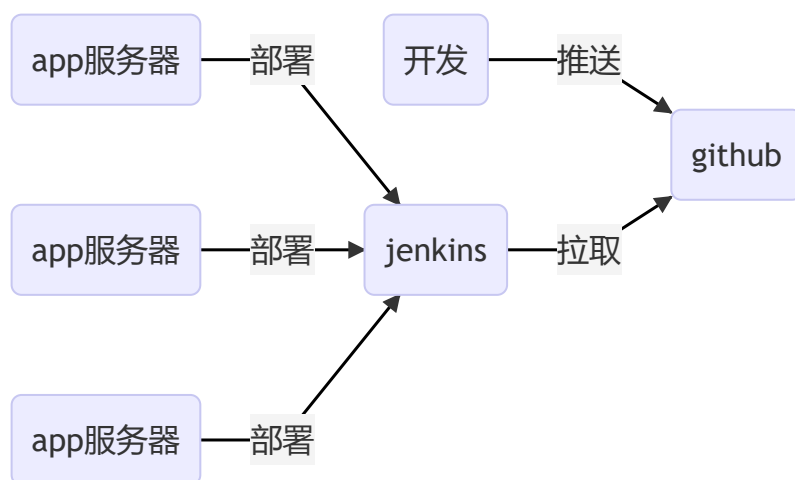 app服务器
部署
开发
推送
github
app服务器
部署
jenkins
拉取
app服务器
部署